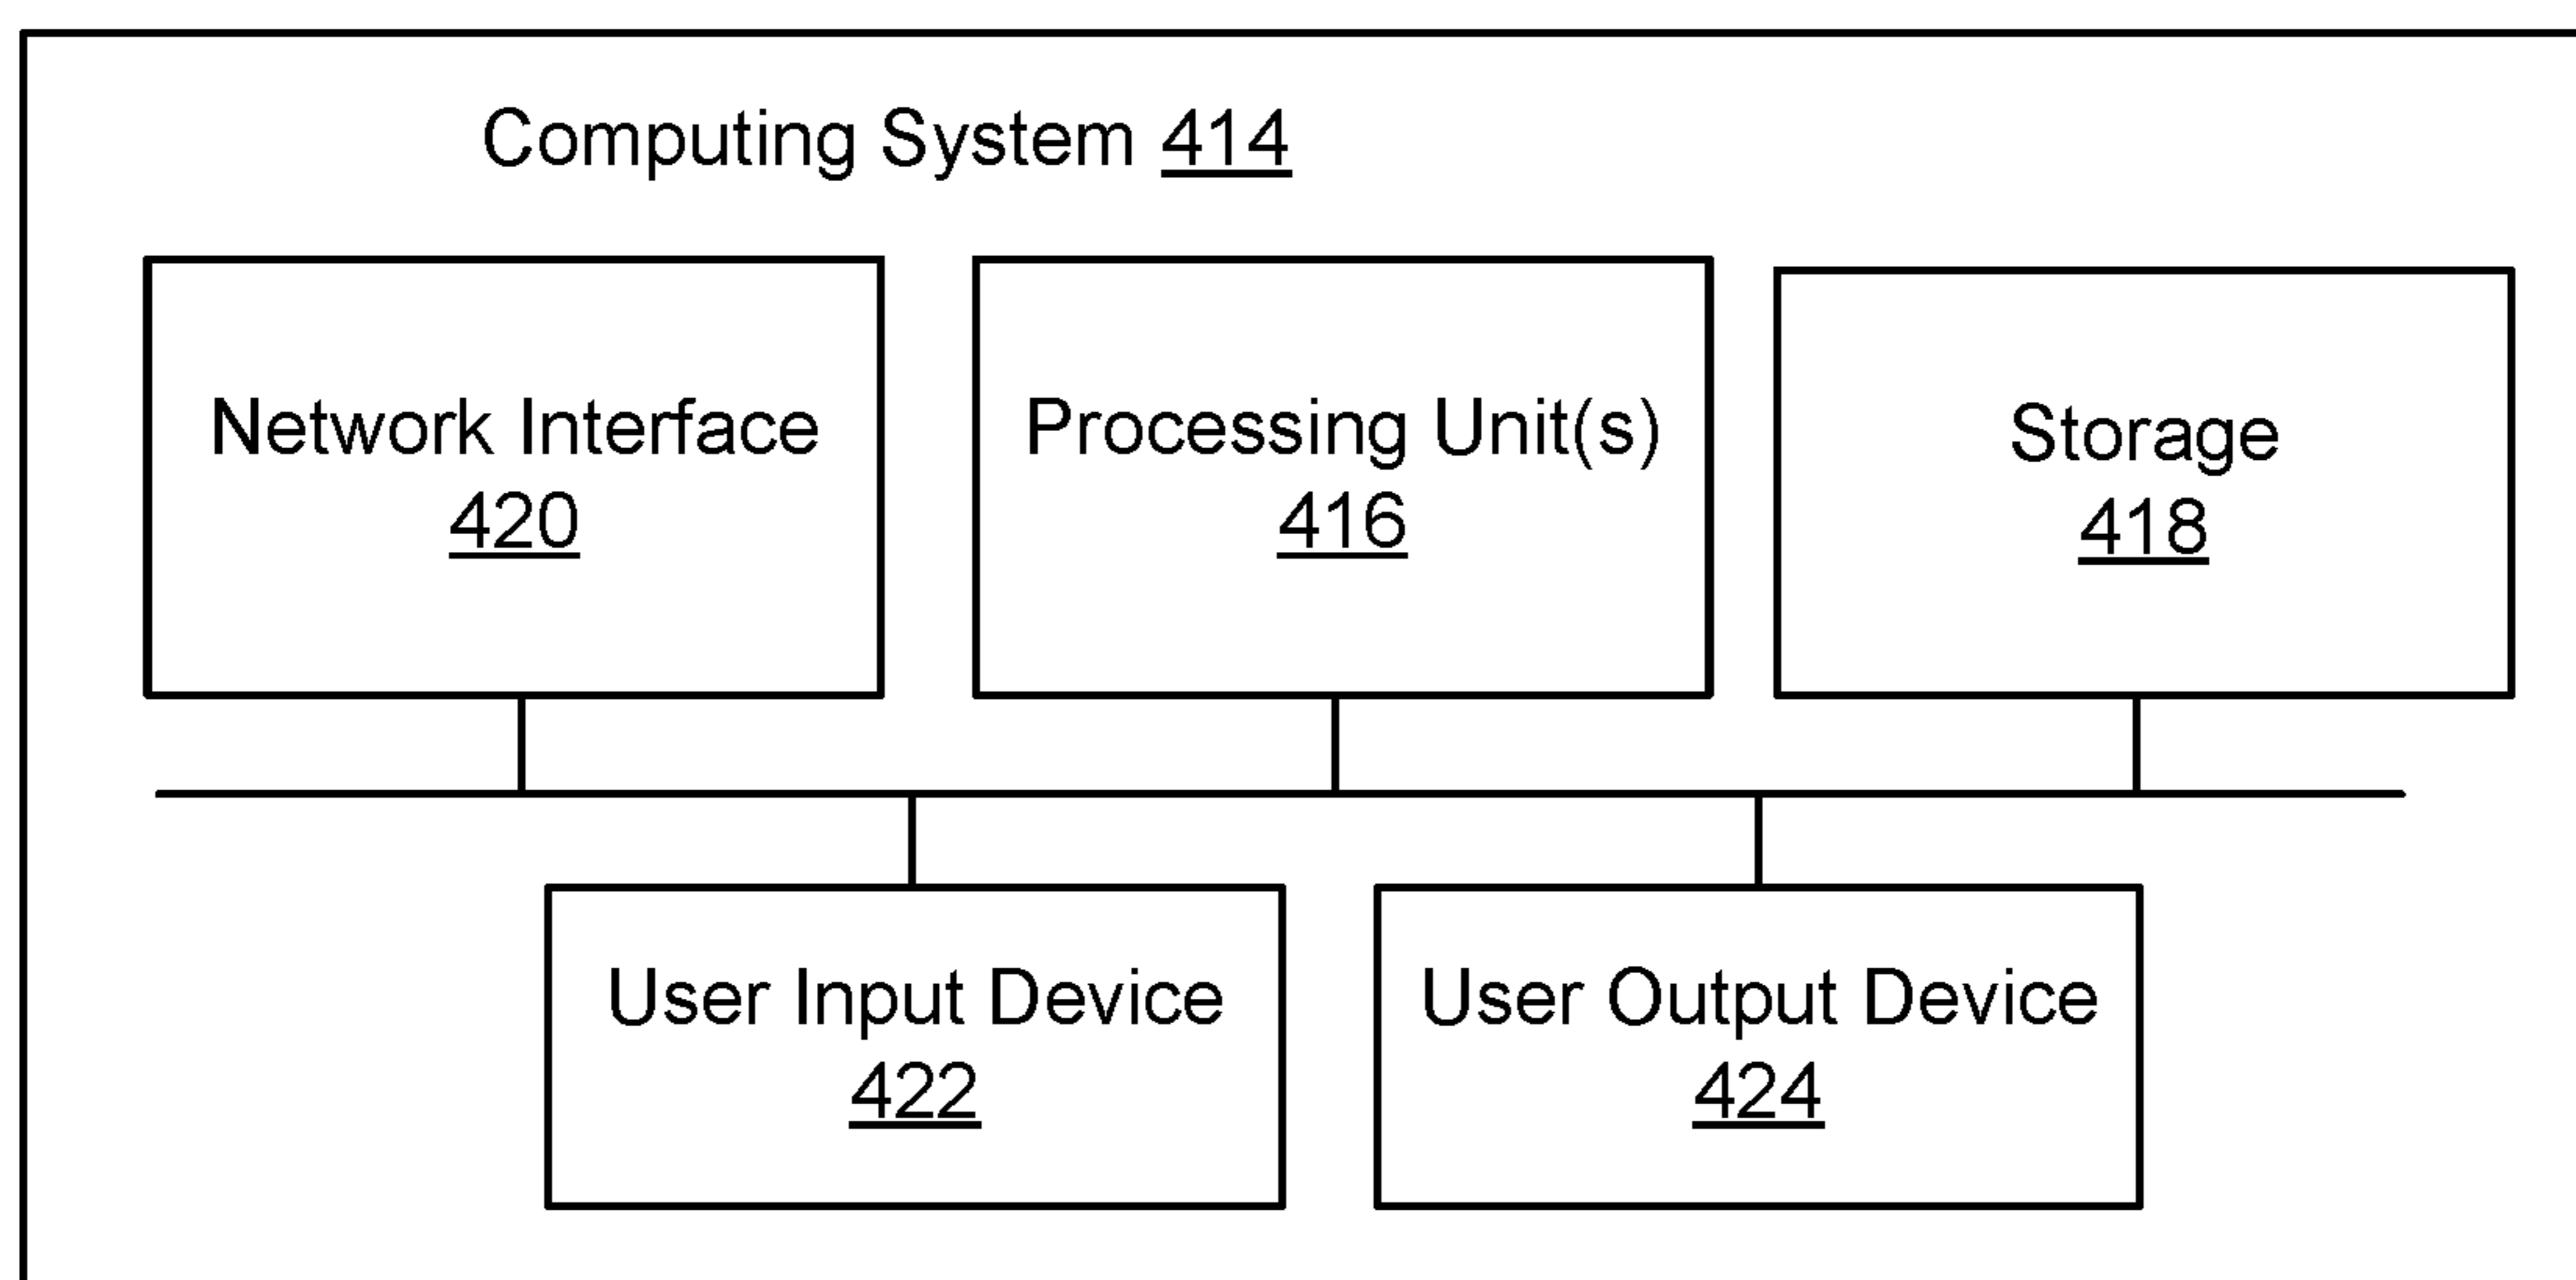 Computing System 414
Network Interface
420
Processing Unit(s)
416
Storage
418
User Input Device
422
User Output Device
424